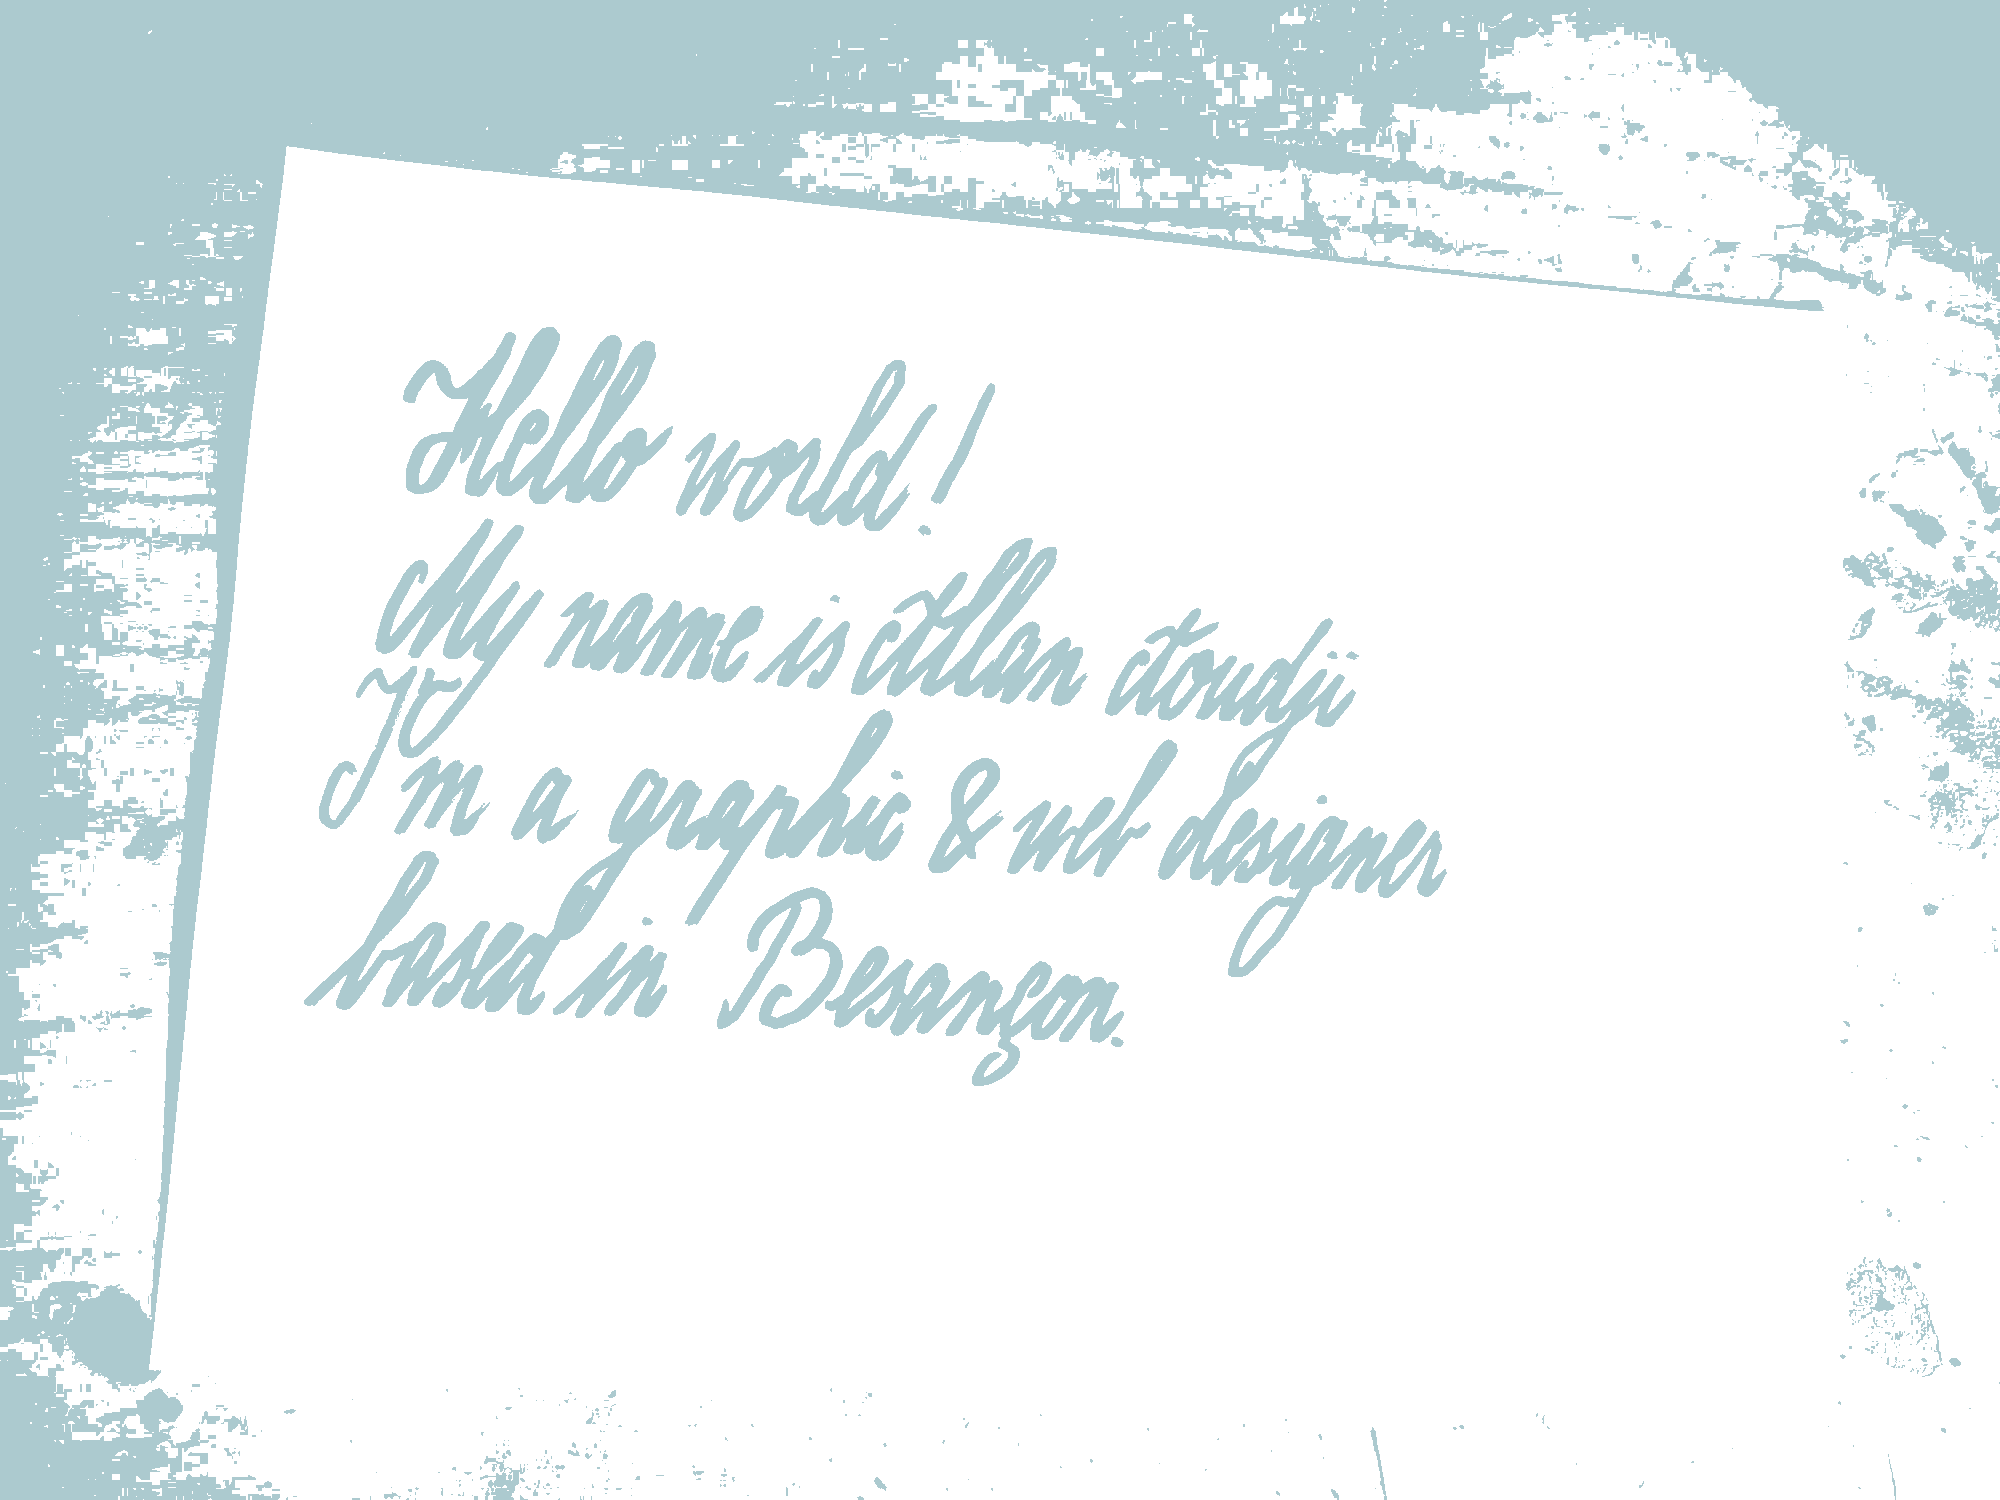 Hello world!
My name is Allan Aoudji
I'm a graphic & web designer
based in Besançon.